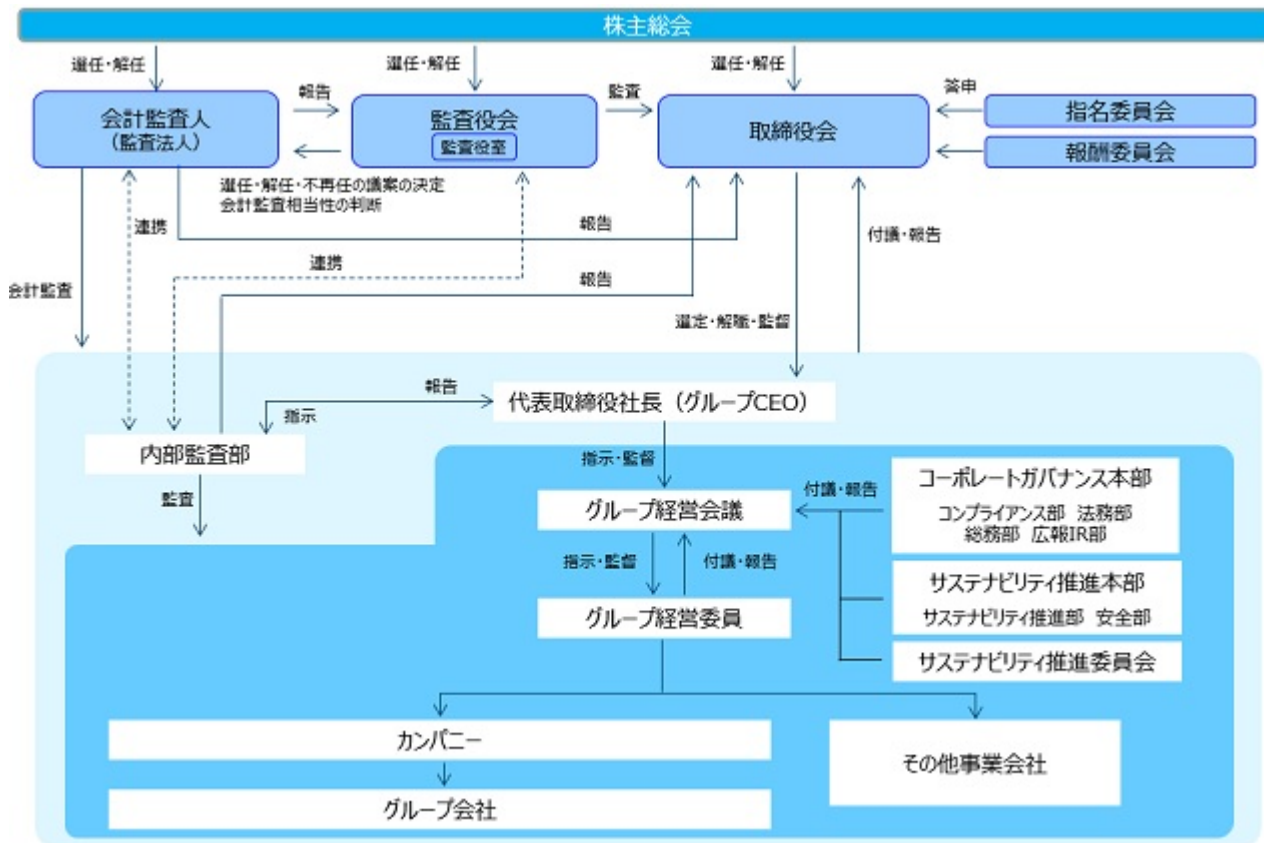 株主総会
選任・解任
選任・解任
選任・解任
会計監査人
(監査法人)
報告
監査役会
監査役室
監査
取締役会
答申
指名委員会
報酬委員会
選任・解任・不再任の議案の決定
会計監査相当性の判断
連携
報告
付議・報告
連携
報告
会計監査
選定・解職・監督
報告
代表取締役社長（グループCEO）
指示
内部監査部
指示・監督
監査
グループ経営会議
付議・報告
コーポレートガバナンス本部
コンプライアンス部 法務部
総務部 広報IR部
指示・監督
付議・報告
サステナビリティ推進本部
サステナビリティ推進部 安全部
グループ経営委員
サステナビリティ推進委員会
カンパニー
その他事業会社
グループ会社